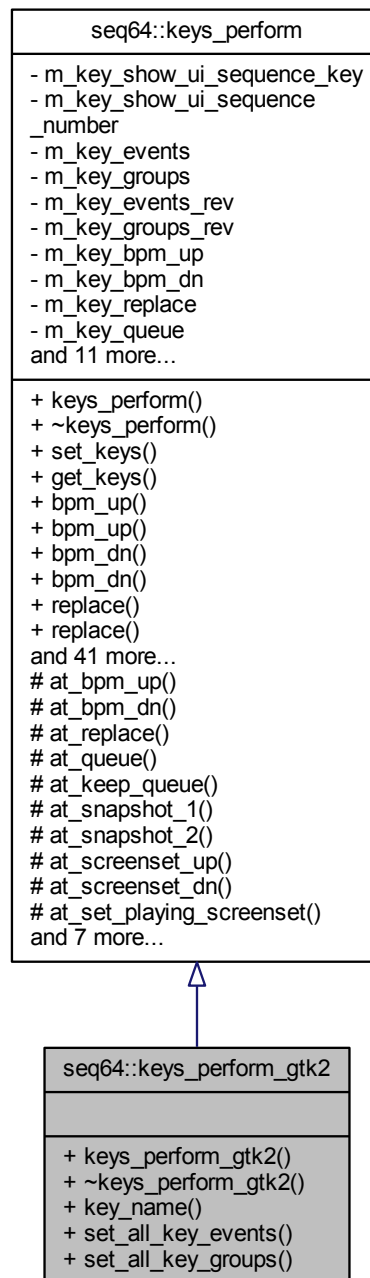 seq64::keys_perform
- m_key_show_ui_sequence_key
- m_key_show_ui_sequence
_number
- m_key_events
- m_key_groups
- m_key_events_rev
- m_key_groups_rev
- m_key_bpm_up
- m_key_bpm_dn
- m_key_replace
- m_key_queue
and 11 more...
+ keys_perform()
+ ~keys_perform()
+ set_keys()
+ get_keys()
+ bpm_up()
+ bpm_up()
+ bpm_dn()
+ bpm_dn()
+ replace()
+ replace()
and 41 more...
# at_bpm_up()
# at_bpm_dn()
# at_replace()
# at_queue()
# at_keep_queue()
# at_snapshot_1()
# at_snapshot_2()
# at_screenset_up()
# at_screenset_dn()
# at_set_playing_screenset()
and 7 more...
seq64::keys_perform_gtk2
+ keys_perform_gtk2()
+ ~keys_perform_gtk2()
+ key_name()
+ set_all_key_events()
+ set_all_key_groups()